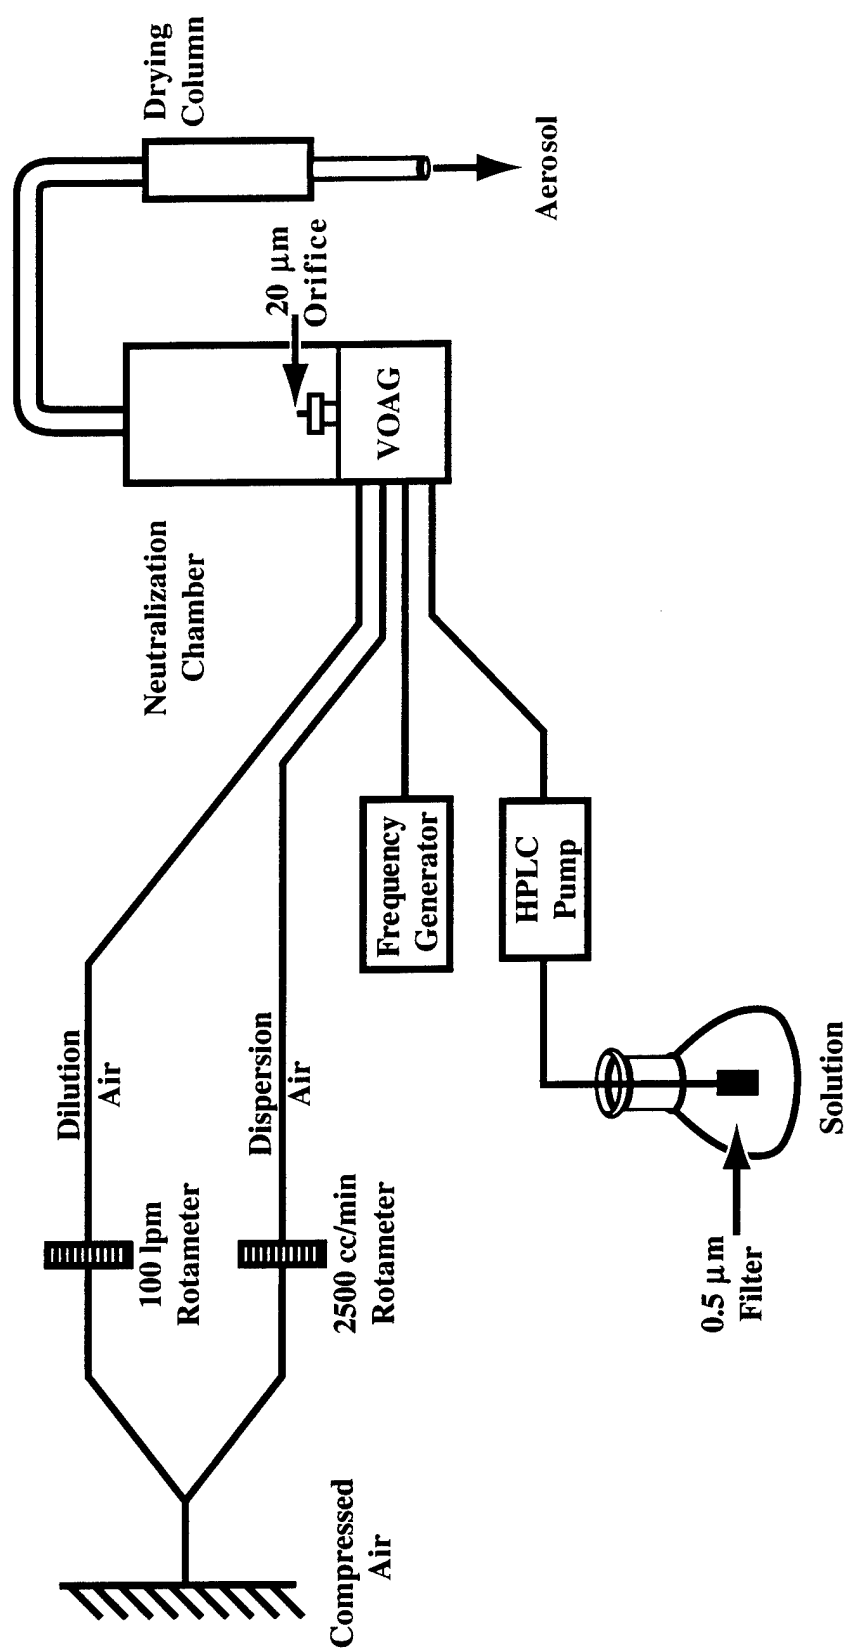 Compressed
Air
100 lpm
Rotameter
Dilution
Air
2500 cc/min
Rotameter
Dispersion
Air
0.5 μm
Filter
Solution
HPLC
Pump
Frequency
Generator
Neutralization
Chamber
VOAG
20 μm
Orifice
Drying
Column
Aerosol